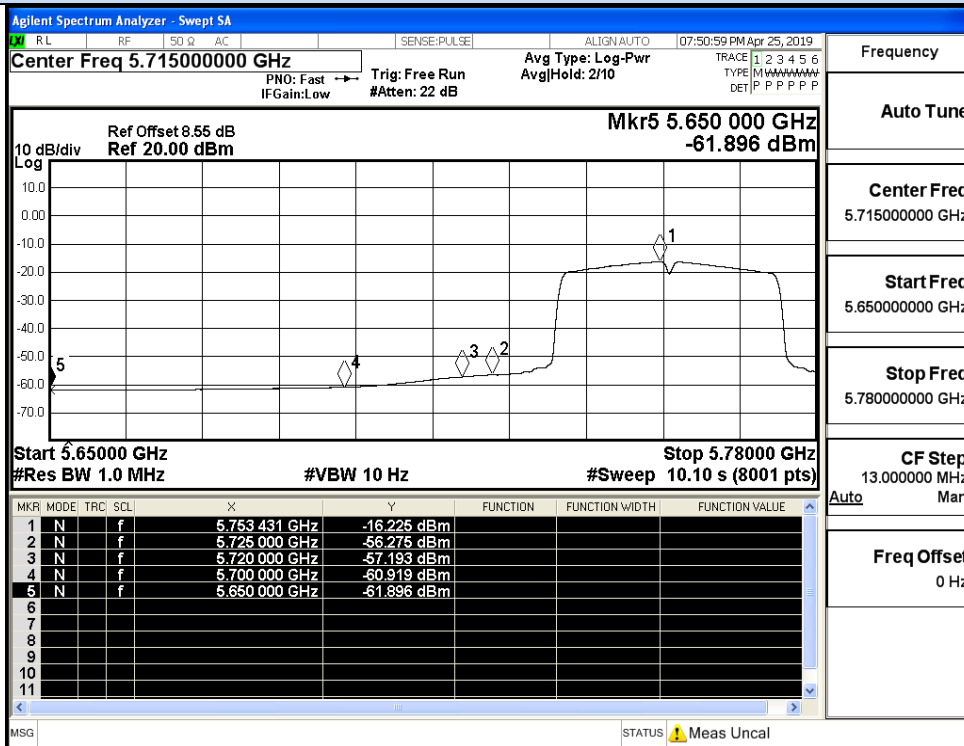 Agilent Spectrum Analyzer - Swept SA
LXI RL RF 50 Ω AC SENSE:PULSE ALIGN AUTO 07:50:59 PM Apr 25, 2019
Center Freq 5.715000000 GHz
PNO: Fast
IFGain:Low
Trig: Free Run
#Atten: 22 dB
Avg Type: Log-Pwr
Avg|Hold: 2/10
TRACE 1 2 3 4 5 6
TYPE M WWWWW
DET P P P P P P
Mkr5 5.650 000 GHz
-61.896 dBm
Ref Offset 8.55 dB
10 dB/div Ref 20.00 dBm
Log
10.0
0.00
-10.0
-20.0
-30.0
-40.0
-50.0
-60.0
-70.0
1
2
3
4
5
Start 5.65000 GHz Stop 5.78000 GHz
#Res BW 1.0 MHz #VBW 10 Hz #Sweep 10.10 s (8001 pts)
MKR MODE TRC SCL X Y FUNCTION FUNCTION WIDTH FUNCTION VALUE
1 N f 5.753 431 GHz -16.225 dBm
2 N f 5.725 000 GHz -56.275 dBm
3 N f 5.720 000 GHz -57.193 dBm
4 N f 5.700 000 GHz -60.919 dBm
5 N f 5.650 000 GHz -61.896 dBm
6
7
8
9
10
11
MSG STATUS Meas Uncal
Frequency
Auto Tune
Center Freq
5.715000000 GHz
Start Freq
5.650000000 GHz
Stop Freq
5.780000000 GHz
CF Step
13.000000 MHz
Auto Man
Freq Offset
0 Hz